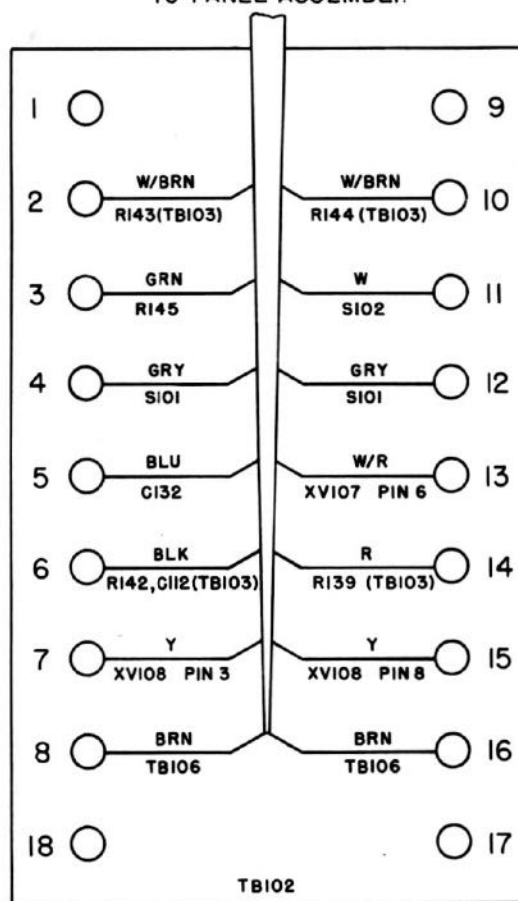 TO PANEL ASSEMBLY
1 9
W/BRN W/BRN
2 10
R143(TB103) R144(TB103)
GRN W
3 11
R145 S102
GRY GRY
4 12
S101 S101
BLU W/R
5 13
C132 XV107 PIN 6
BLK R
6 14
R142,C112(TB103) R139 (TB103)
Y Y
7 15
XV108 PIN 3 XV108 PIN 8
BRN BRN
8 16
TB106 TB106
18 17
TB102